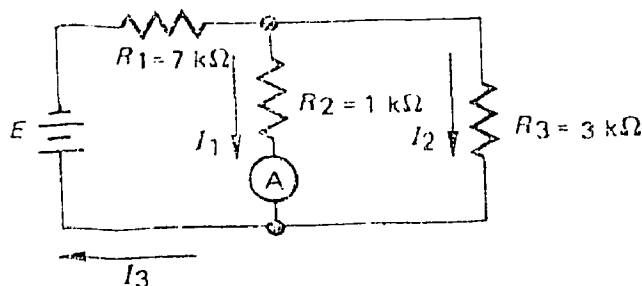 R1 = 7 kΩ
R2 = 1 kΩ
E
I1
A
I2
R3 = 3 kΩ
I3